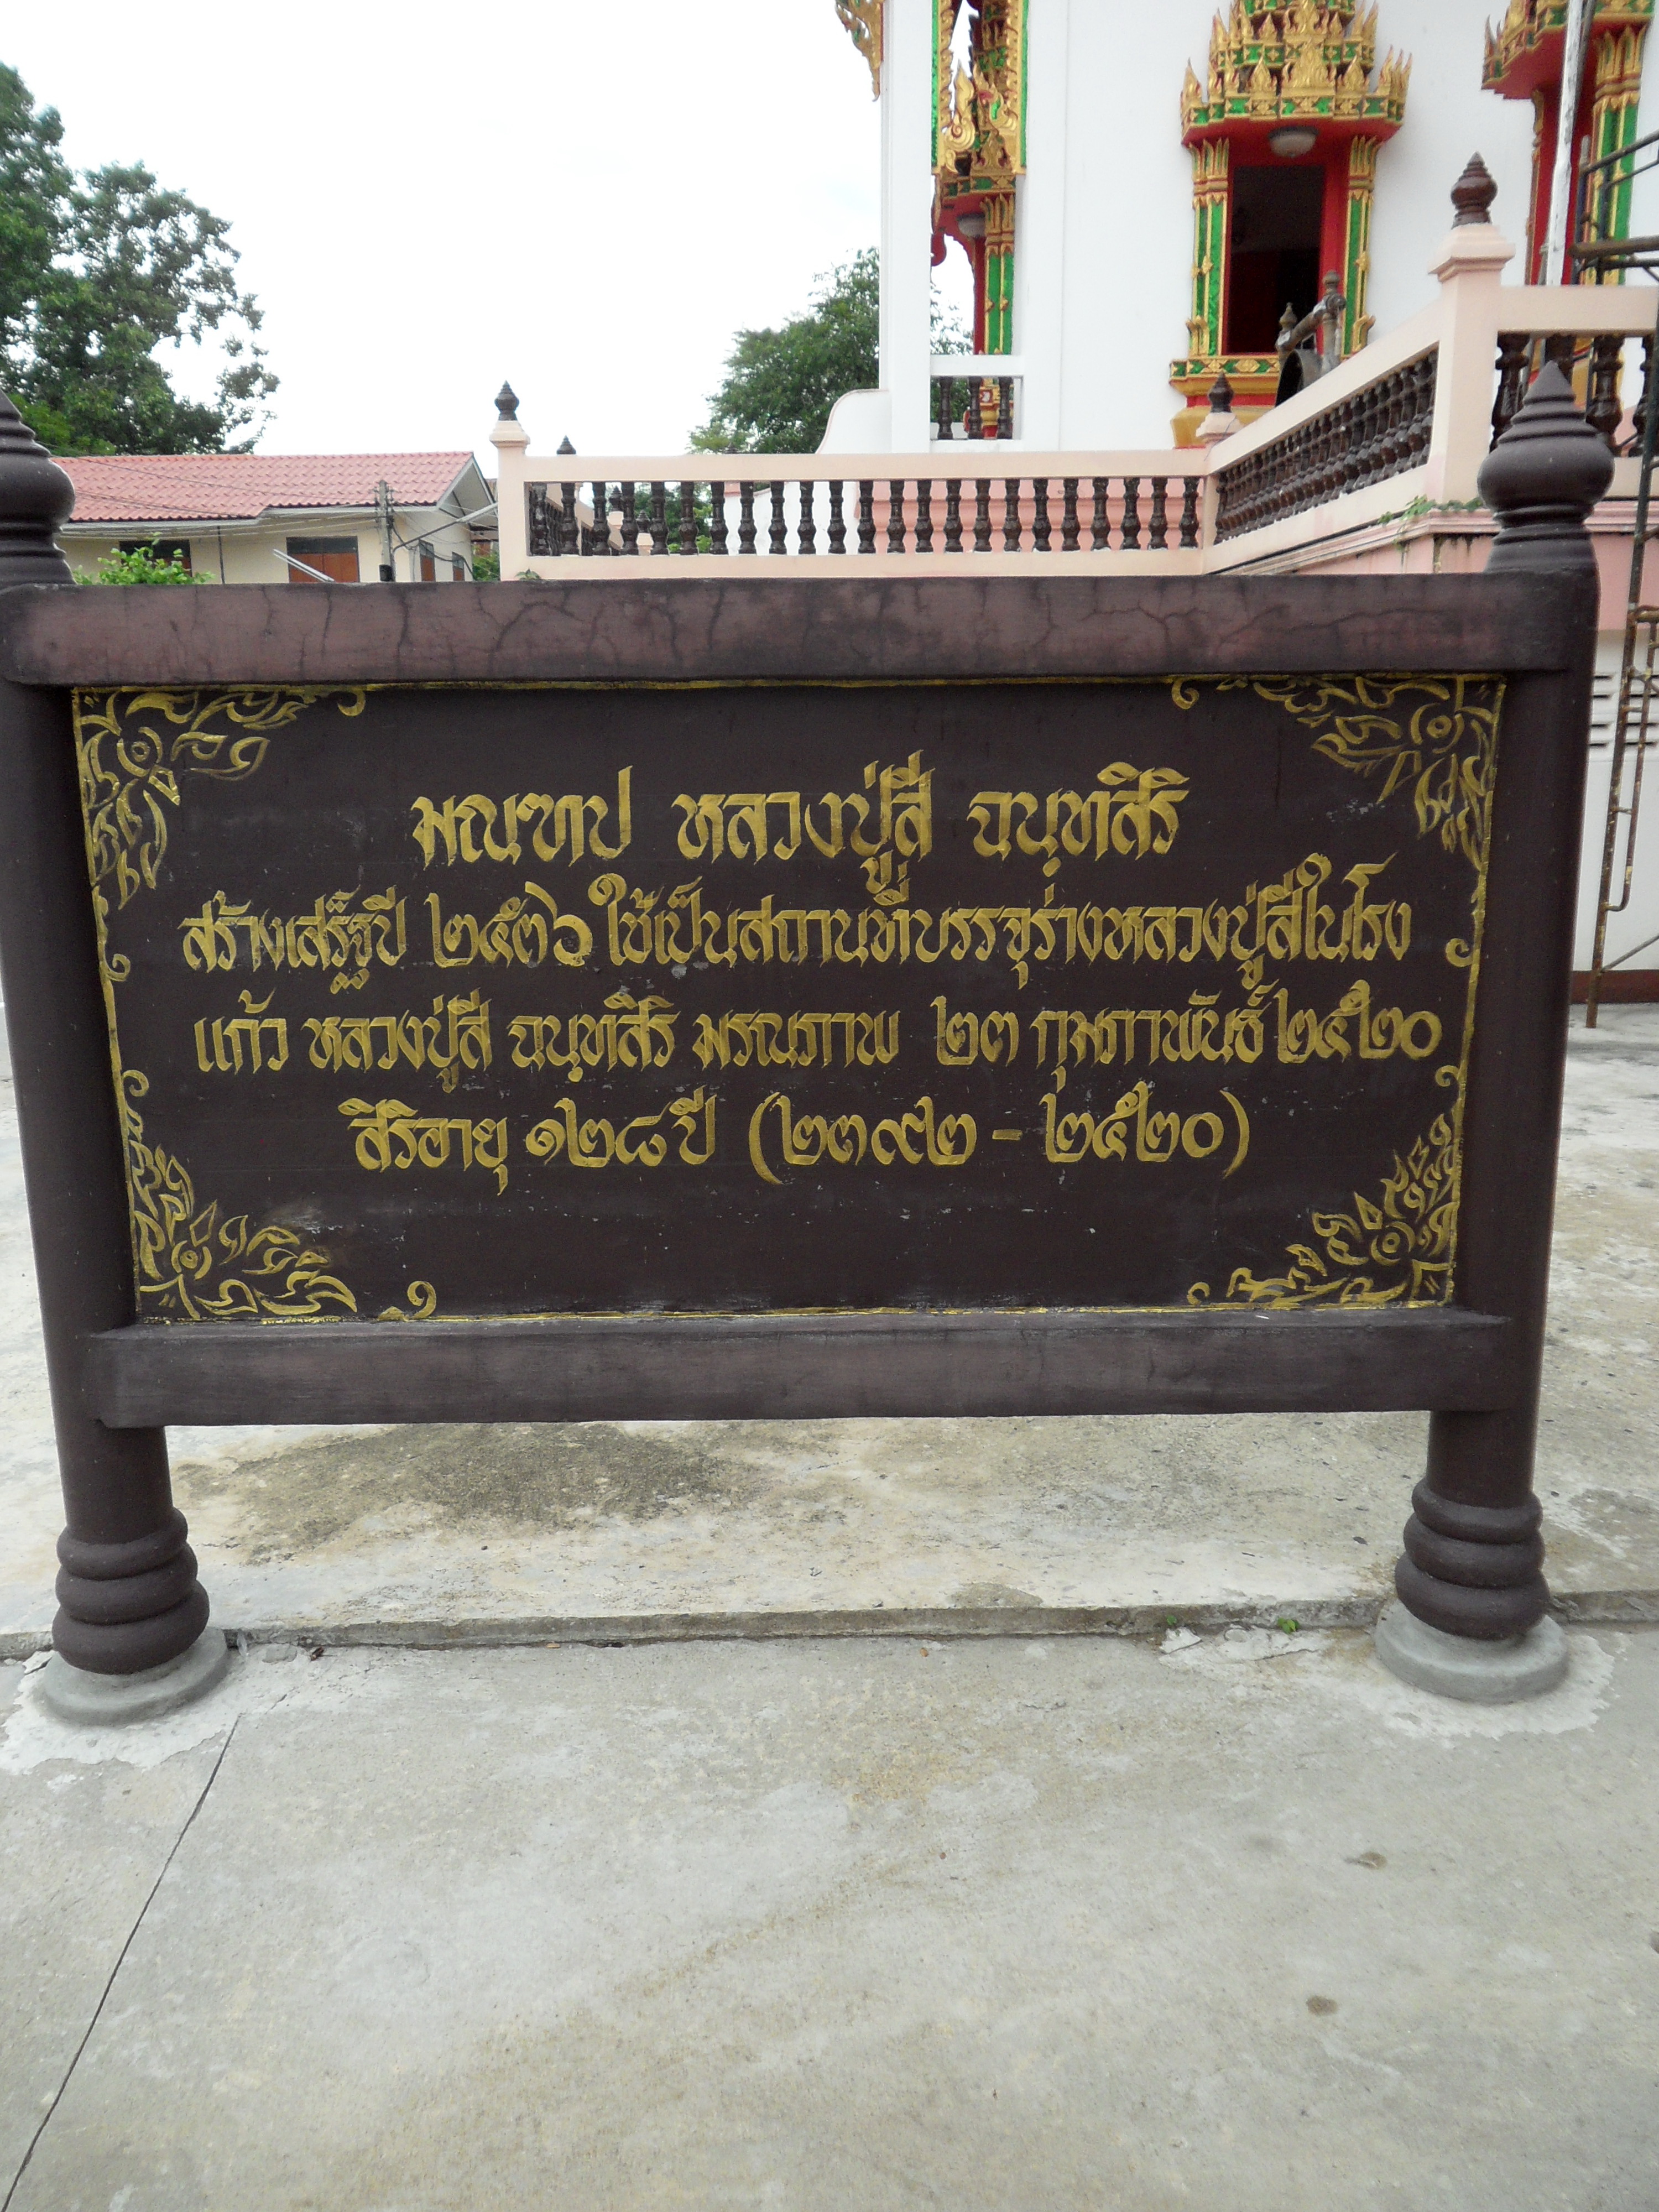 มณฑป หลวงปู่สี ฉนฺทสิริ
สร้างเสร็จปี ๒๕๓๖ ใช้เป็นสถานที่บรรจุร่างหลวงปู่สีในโรง
แก้ว หลวงปู่สี ฉนฺทสิริ มรณภาพ ๒๓ กุมภาพันธ์ ๒๕๒๐
สิริอายุ ๑๒๘ ปี (๒๓๙๒ - ๒๕๒๐)